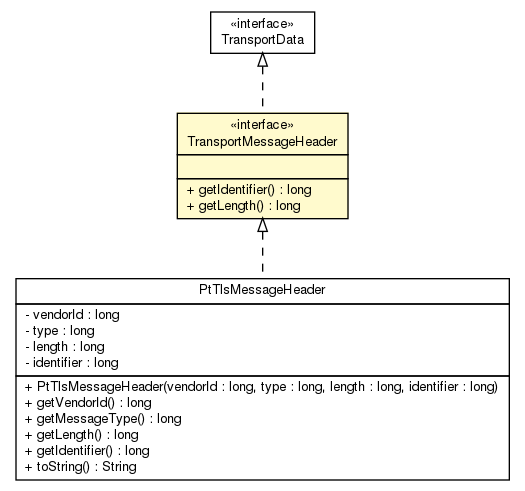 «interface»
TransportData
«interface»
TransportMessageHeader
+ getIdentifier() : long
+ getLength() : long
PtTlsMessageHeader
- vendorId : long
- type : long
- length : long
- identifier : long
+ PtTlsMessageHeader(vendorId : long, type : long, length : long, identifier : long)
+ getVendorId() : long
+ getMessageType() : long
+ getLength() : long
+ getIdentifier() : long
+ toString() : String